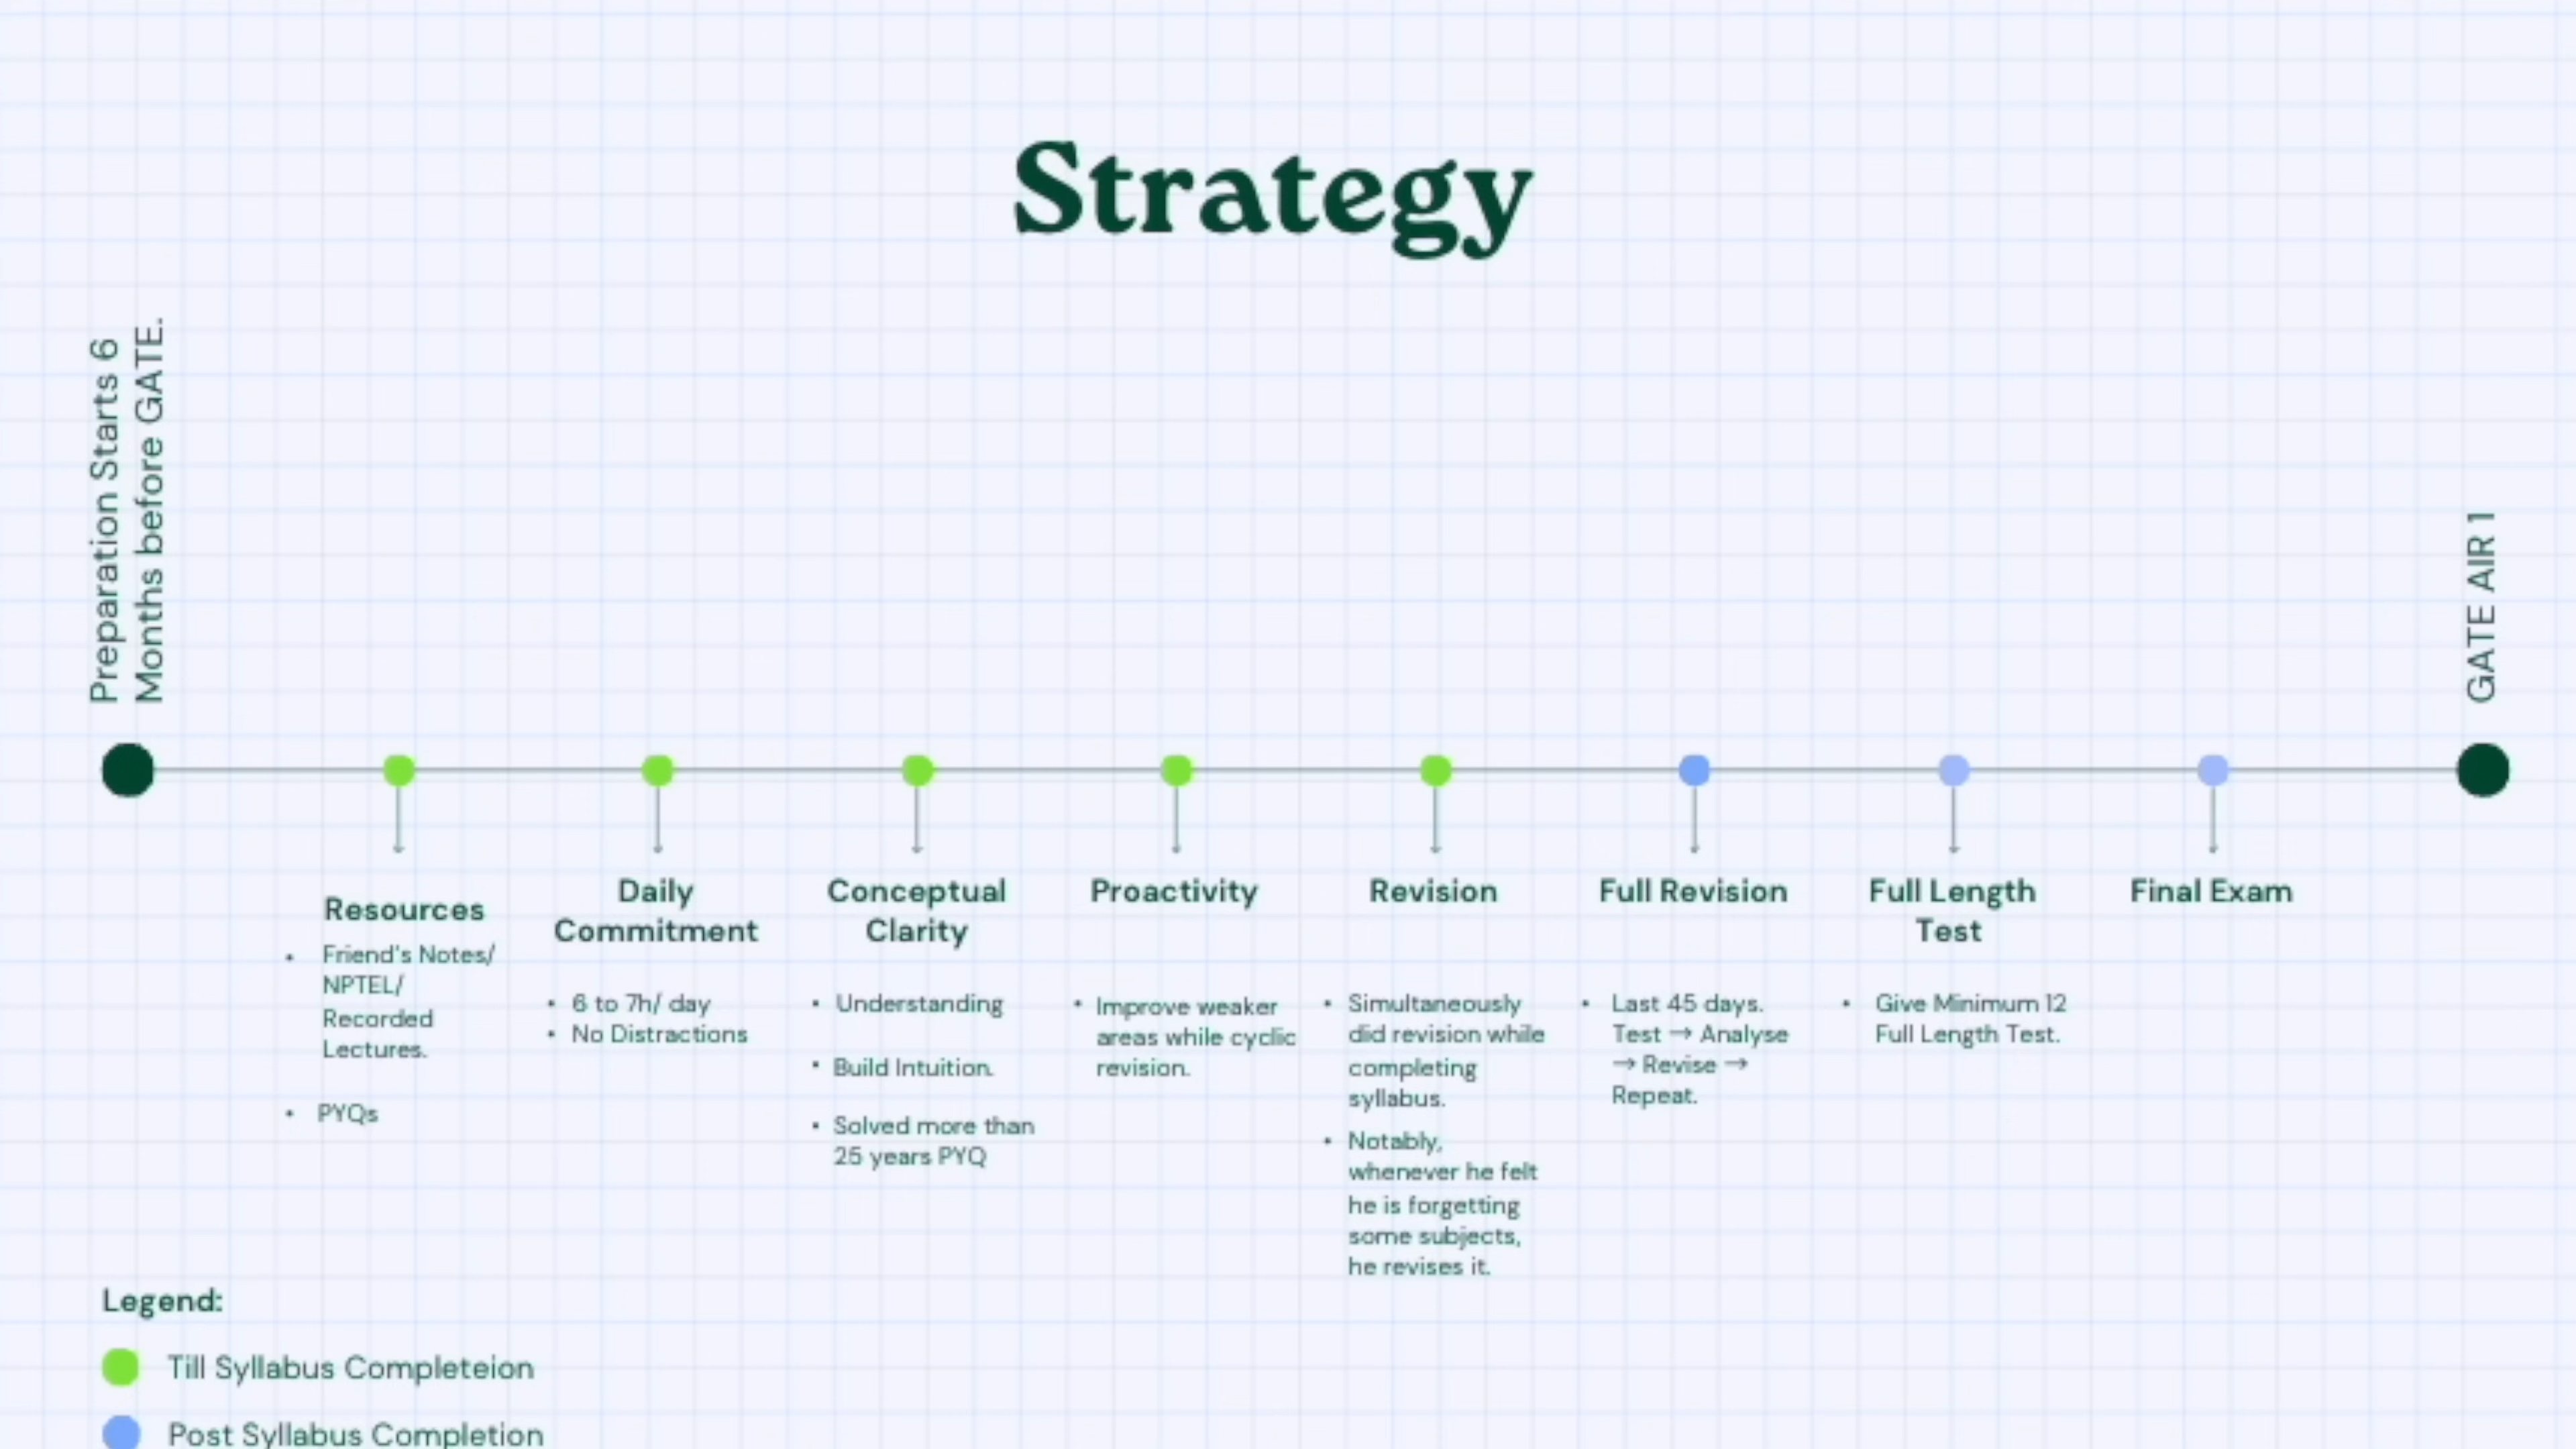 Strategy
Preparation Starts 6
Months before GATE.
GATE AIR 1
Resources
• Friend's Notes/
NPTEL/
Recorded
Lectures.
• PYQs
Daily
Commitment
• 6 to 7h/ day
• No Distractions
Conceptual
Clarity
• Understanding
• Build Intuition.
• Solved more than
25 years PYQ
Proactivity
• Improve weaker
areas while cyclic
revision.
Revision
• Simultaneously
did revision while
completing
syllabus.
• Notably,
whenever he felt
he is forgetting
some subjects,
he revises it.
Full Revision
• Last 45 days.
Test → Analyse
→ Revise →
Repeat.
Full Length
Test
• Give Minimum 12
Full Length Test.
Final Exam
Legend:
Till Syllabus Completeion
Post Syllabus Completion